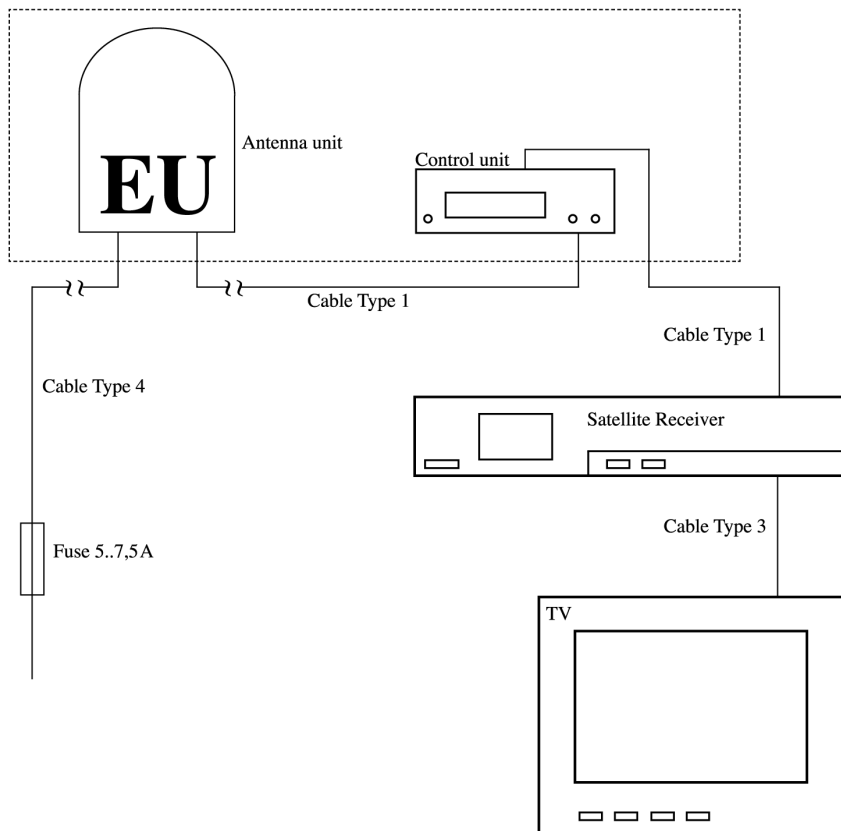 EU
Antenna unit
Control unit
Cable Type 1
Cable Type 1
Cable Type 4
Satellite Receiver
Cable Type 3
Fuse 5..7,5A
TV